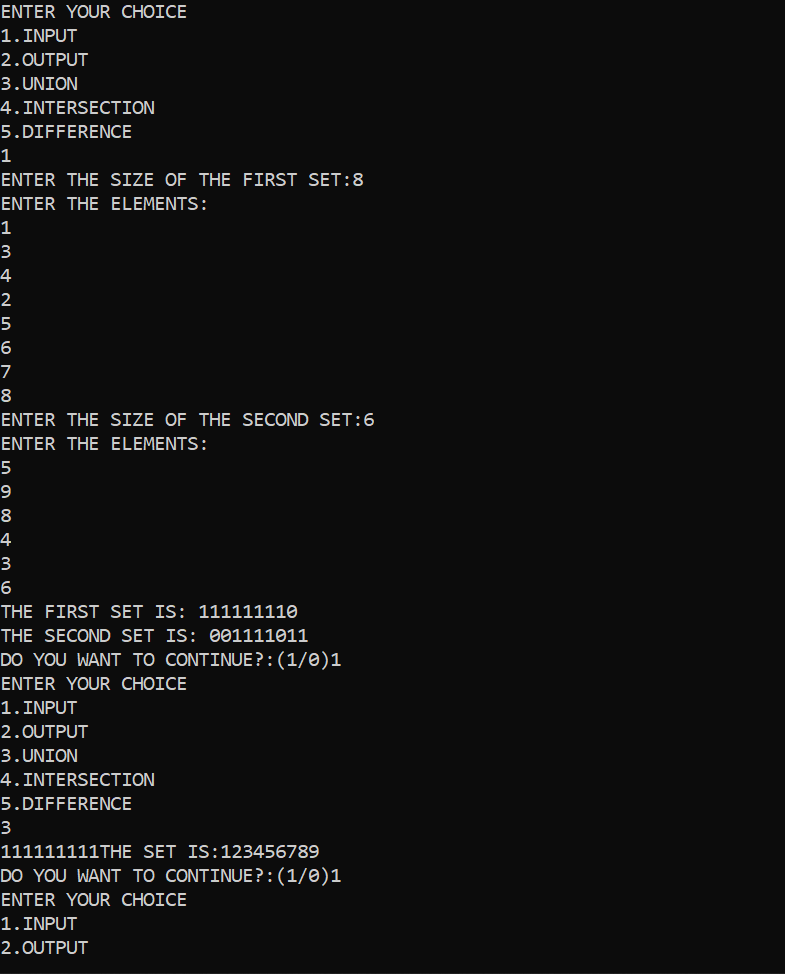 ENTER YOUR CHOICE
1.INPUT
2.OUTPUT
3.UNION
4.INTERSECTION
5.DIFFERENCE
1
ENTER THE SIZE OF THE FIRST SET:8
ENTER THE ELEMENTS:
1
3
4
2
5
6
7
8
ENTER THE SIZE OF THE SECOND SET:6
ENTER THE ELEMENTS:
5
9
8
4
3
6
THE FIRST SET IS: 111111110
THE SECOND SET IS: 001111011
DO YOU WANT TO CONTINUE?:(1/0)1
ENTER YOUR CHOICE
1.INPUT
2.OUTPUT
3.UNION
4.INTERSECTION
5.DIFFERENCE
3
111111111THE SET IS:123456789
DO YOU WANT TO CONTINUE?:(1/0)1
ENTER YOUR CHOICE
1.INPUT
2.OUTPUT